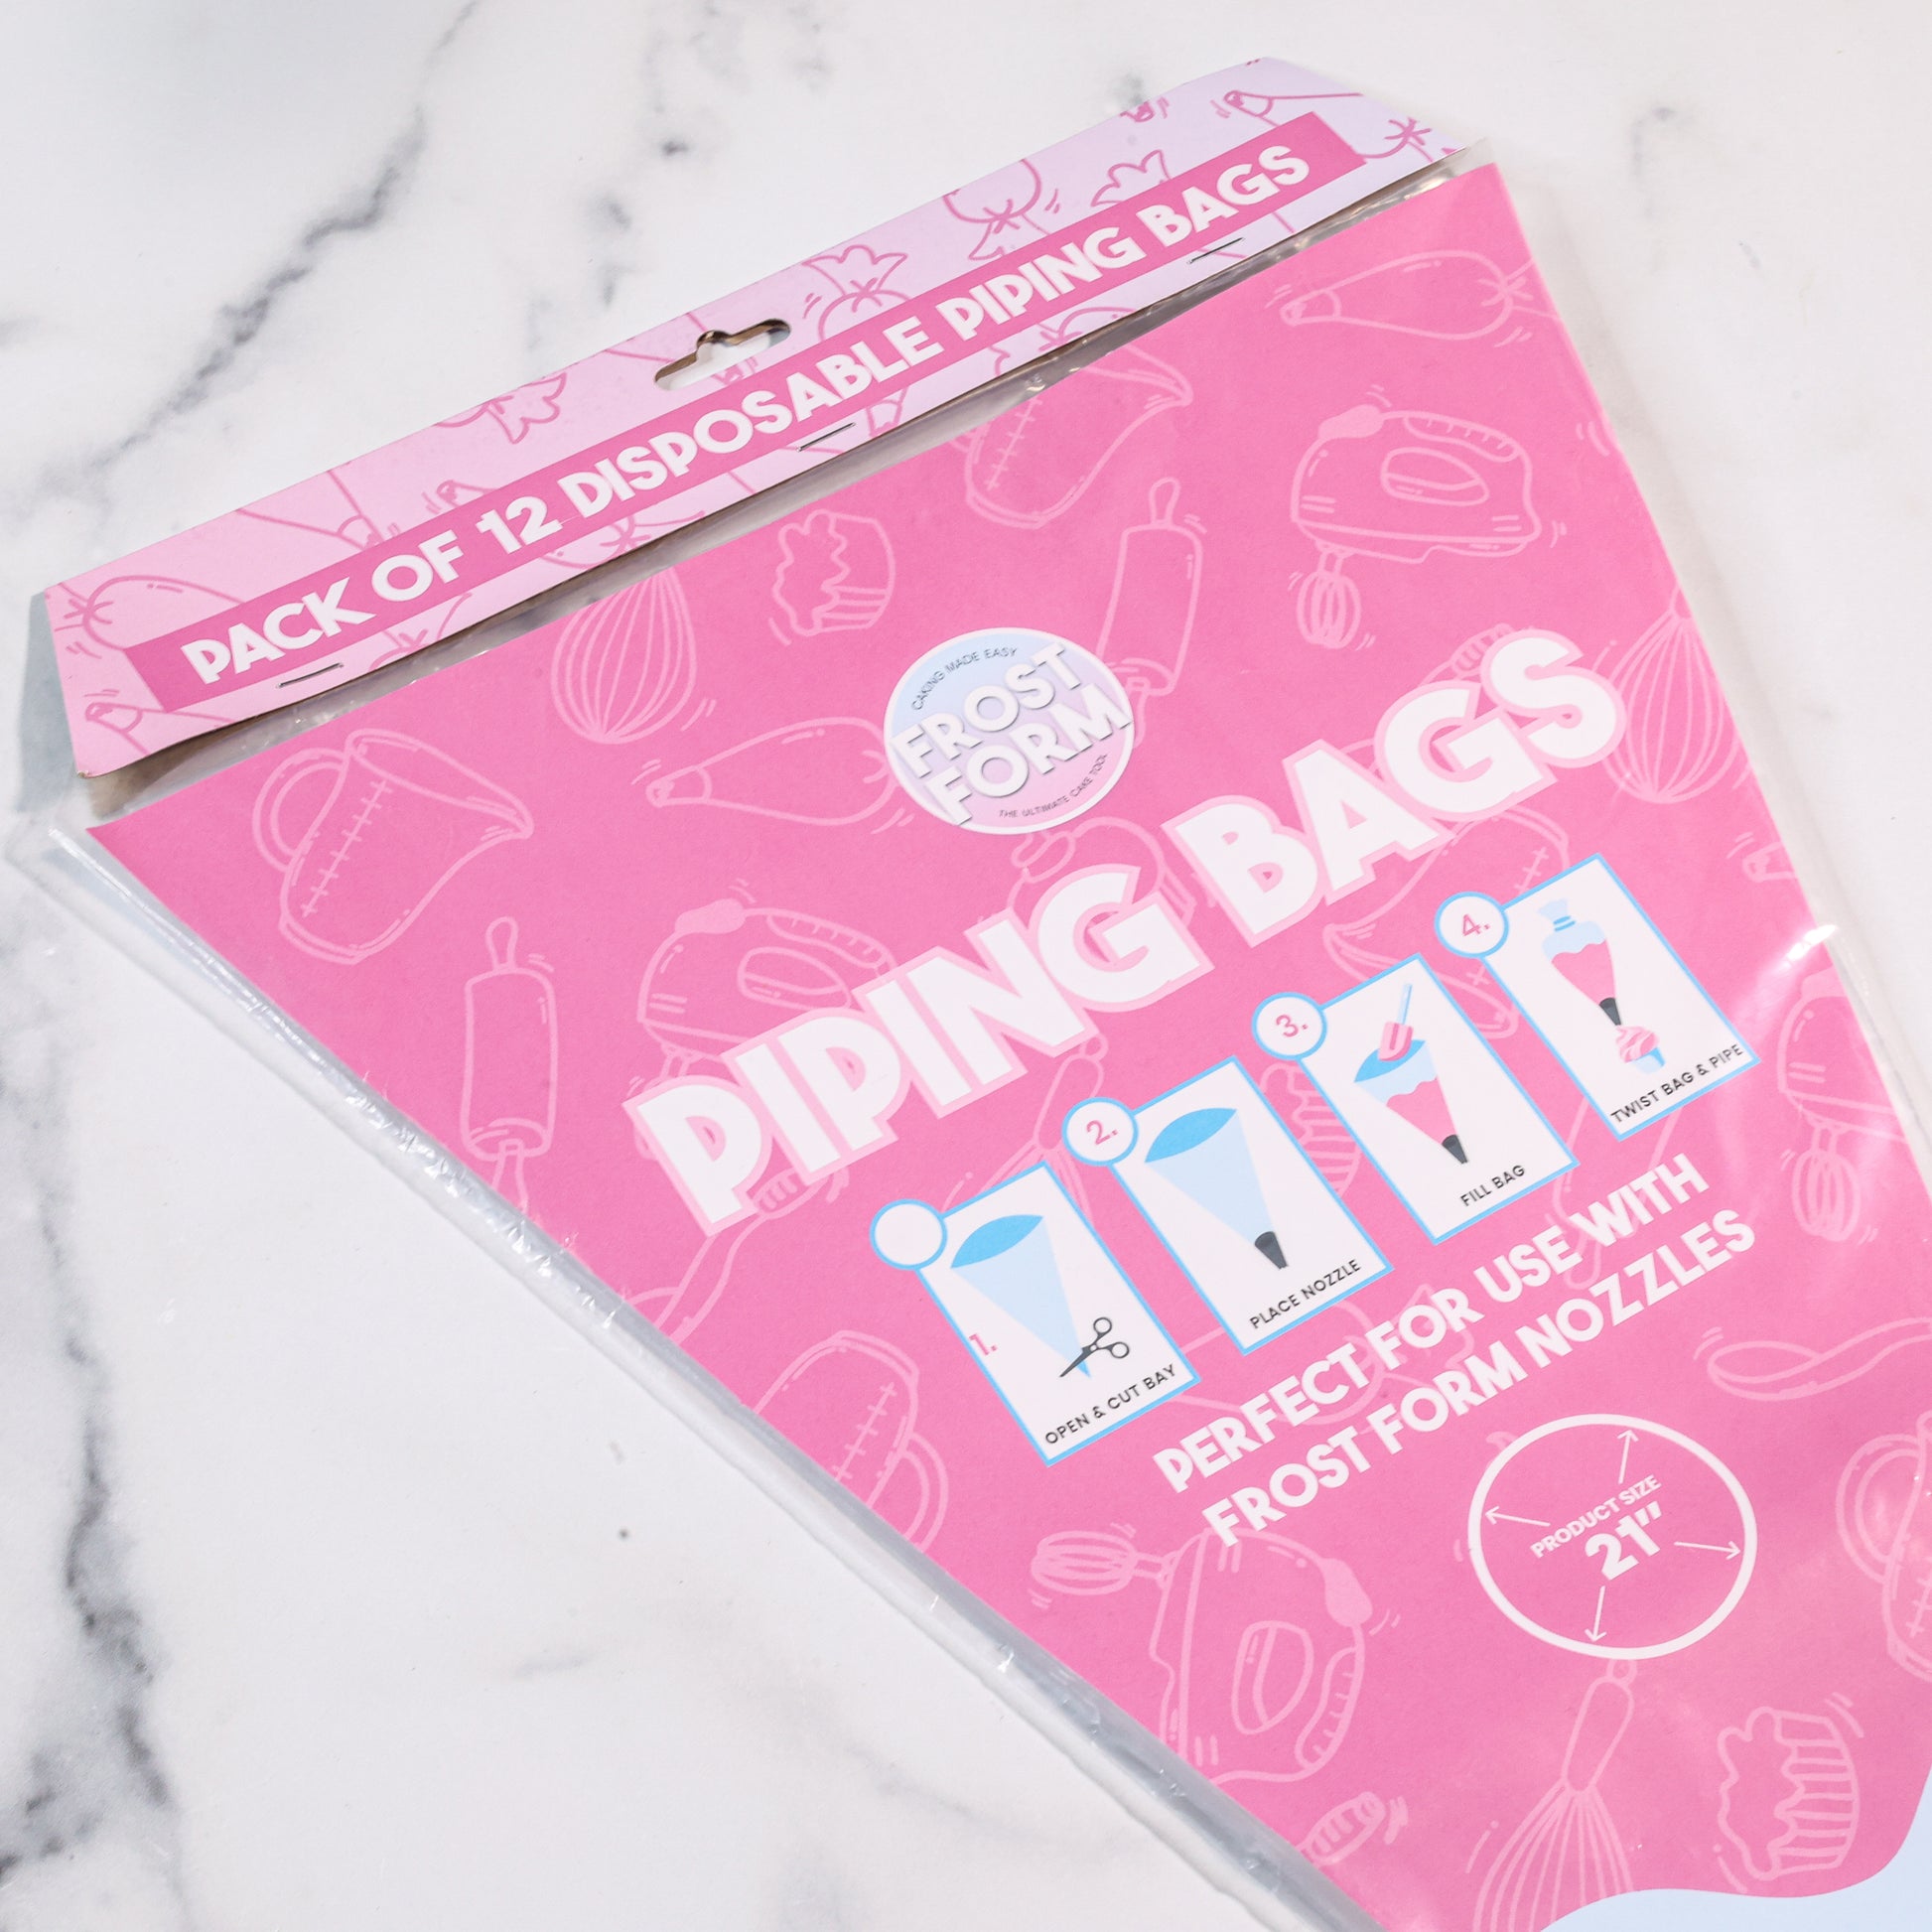 PACK OF 12 DISPOSABLE PIPING BAGS
CAKING MADE EASY
FROST
FORM
THE ULTIMATE CAKE TOOL
PIPING BAGS
1.
OPEN & CUT BAY
2.
PLACE NOZZLE
3.
FILL BAG
4.
TWIST BAG & PIPE
PERFECT FOR USE WITH
FROST FORM NOZZLES
PRODUCT SIZE
21"